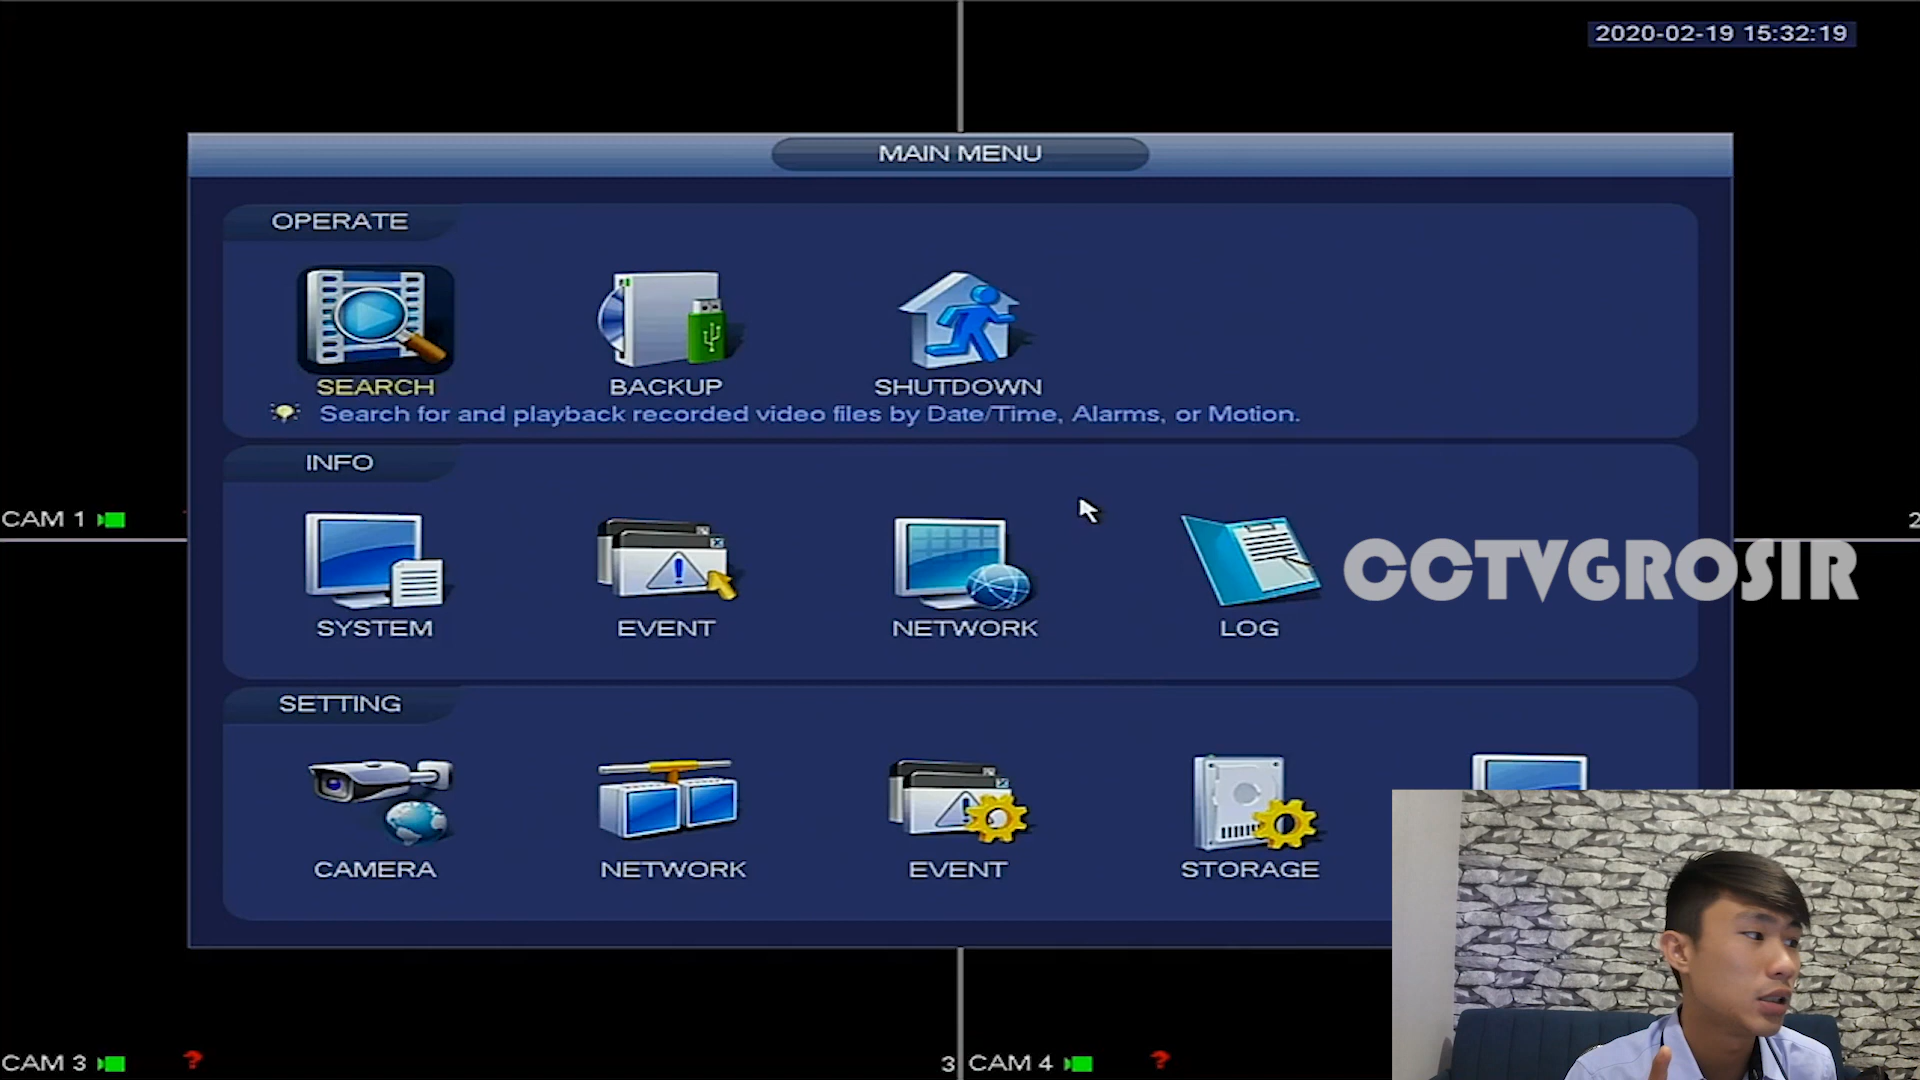 2020-02-19 15:32:19
MAIN MENU
OPERATE
SEARCH BACKUP SHUTDOWN
Search for and playback recorded video files by Date/Time, Alarms, or Motion.
INFO
CAM 1
2
CCTVGROSIR
SYSTEM EVENT NETWORK LOG
SETTING
CAMERA NETWORK EVENT STORAGE
CAM 3 ? 3 CAM 4 ?